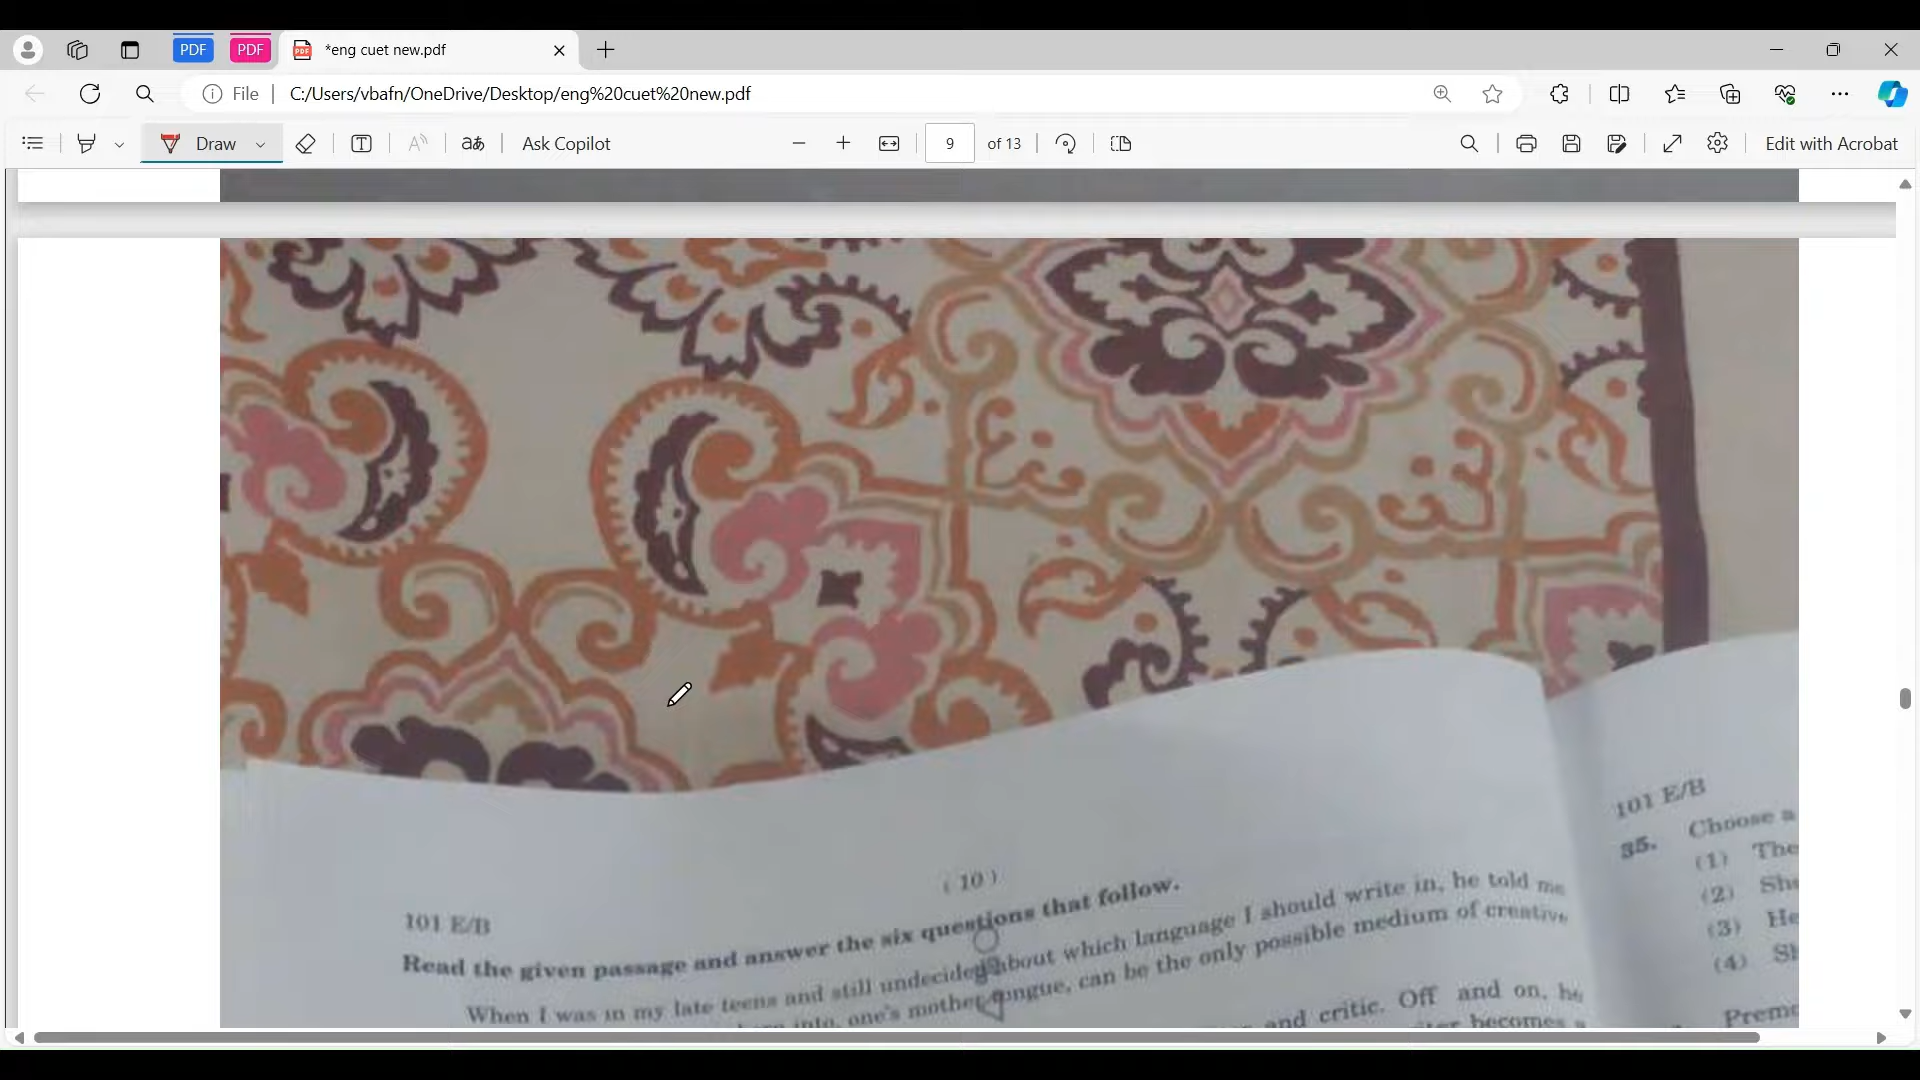 PDF
PDF
*eng cuet new.pdf
File
C:/Users/vbafn/OneDrive/Desktop/eng%20cuet%20new.pdf
Draw
Ask Copilot
9
of 13
Edit with Acrobat
( 10 )
101 E/B
Read the given passage and answer the six questions that follow.
When I was in my late teens and still undecided about which language I should write in, he told me
into, one's mother tongue, can be the only possible medium of creative
and critic. Off and on, he
becomes a
101 E/B
35. Choose a
(1) The
(2) She
(3) He
(4)